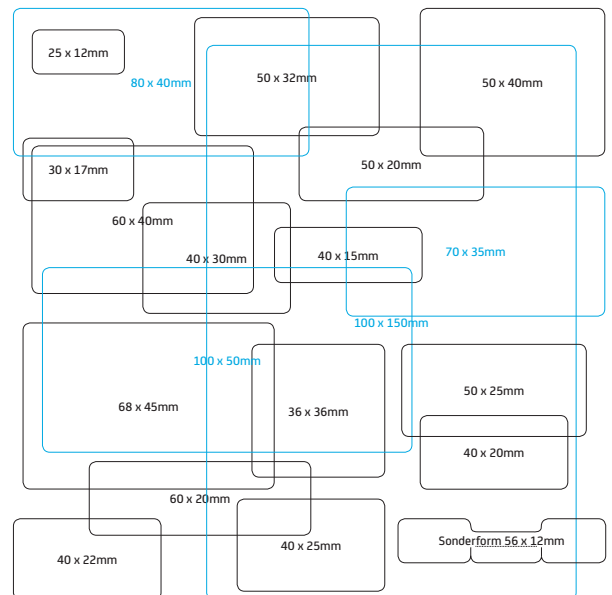 25 x 12mm
80 x 40mm
50 x 32mm
50 x 40mm
30 x 17mm
50 x 20mm
60 x 40mm
40 x 30mm
40 x 15mm
70 x 35mm
100 x 150mm
100 x 50mm
68 x 45mm
36 x 36mm
50 x 25mm
40 x 20mm
60 x 20mm
40 x 22mm
40 x 25mm
Sonderform 56 x 12mm